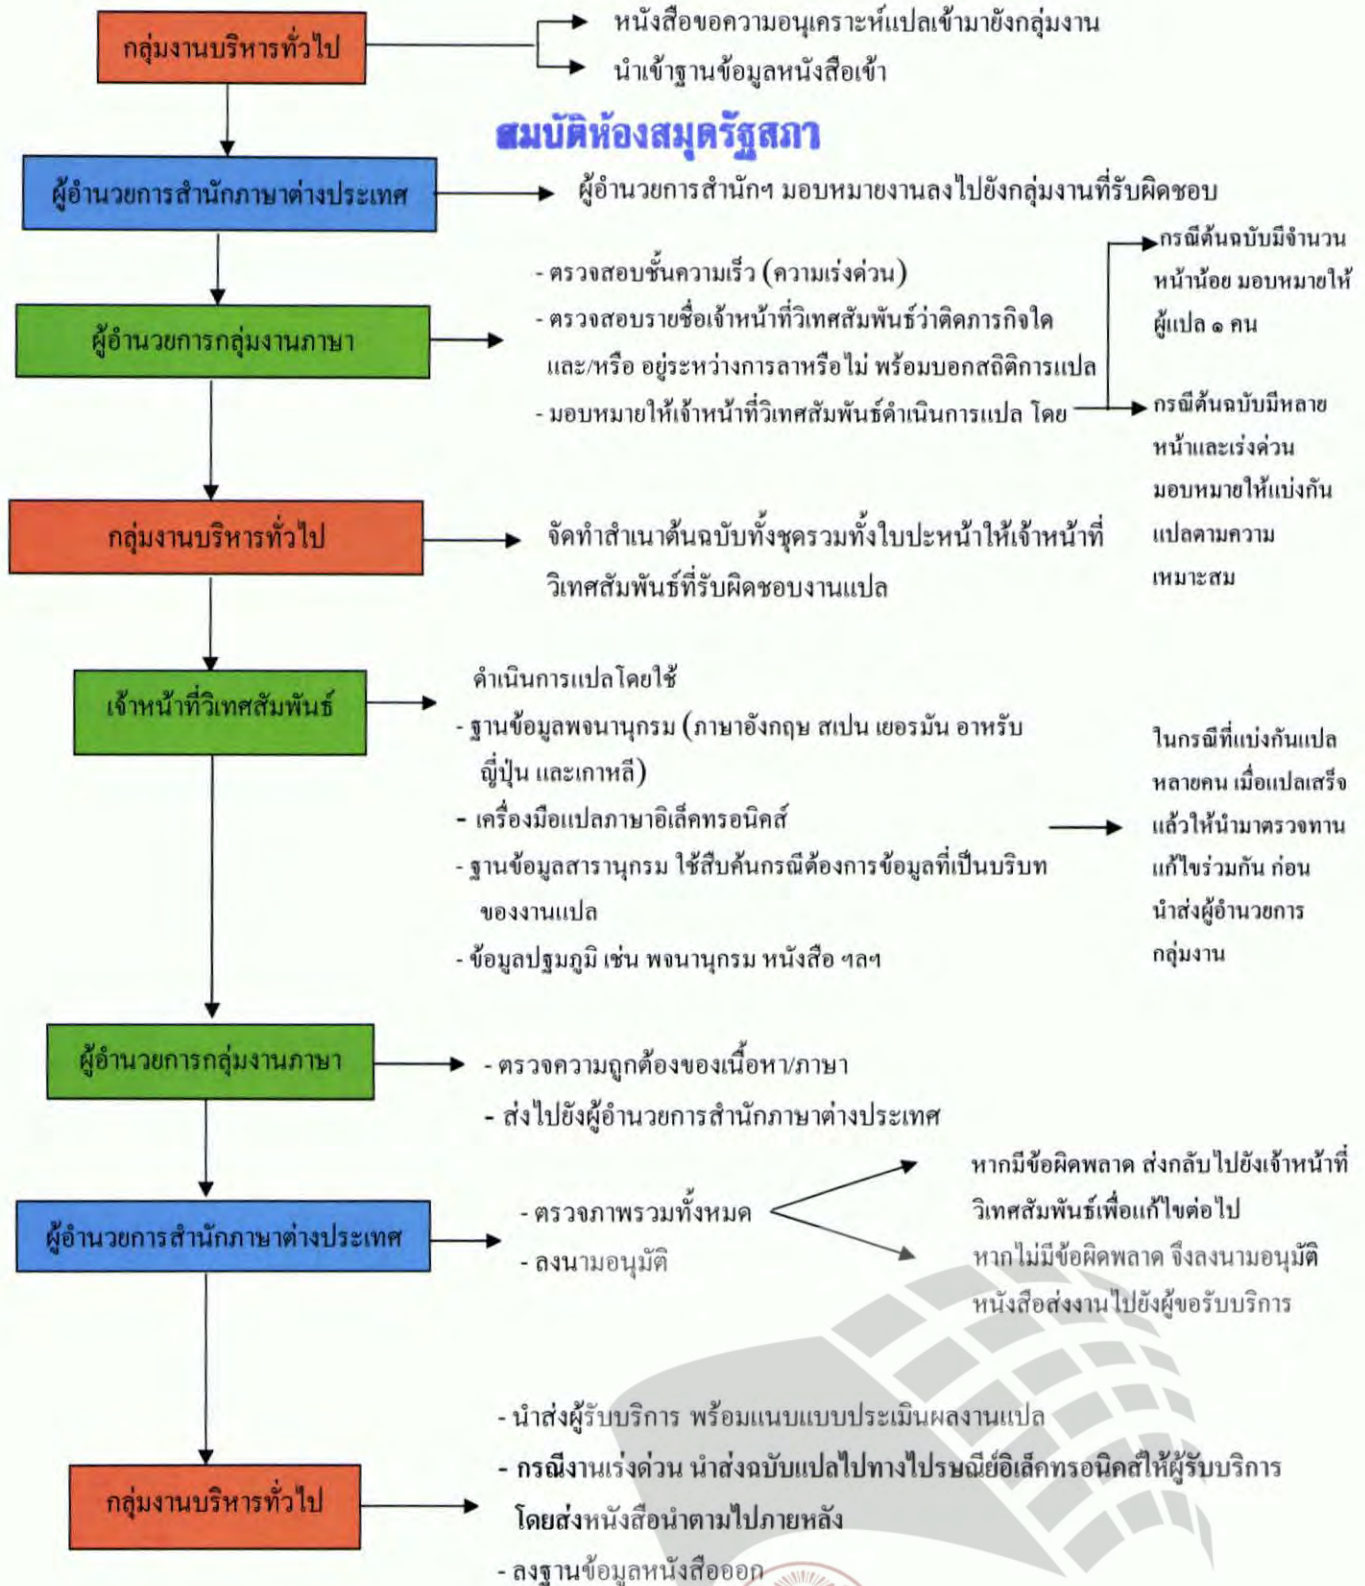 กลุ่มงานบริหารทั่วไป
หนังสือขอความอนุเคราะห์แปลเข้ามายังกลุ่มงาน
นำเข้าฐานข้อมูลหนังสือเข้า
สมบัติห้องสมุดรัฐสภา
ผู้อำนวยการสำนักภาษาต่างประเทศ
ผู้อำนวยการสำนักฯ มอบหมายงานลงไปยังกลุ่มงานที่รับผิดชอบ
ผู้อำนวยการกลุ่มงานภาษา
- ตรวจสอบชั้นความเร็ว (ความเร่งด่วน)
- ตรวจสอบรายชื่อเจ้าหน้าที่วิเทศสัมพันธ์ว่าติดภารกิจใด
และ/หรือ อยู่ระหว่างการลาหรือไม่ พร้อมบอกสถิติการแปล
- มอบหมายให้เจ้าหน้าที่วิเทศสัมพันธ์ดำเนินการแปล โดย
กรณีต้นฉบับมีจำนวน
หน้าน้อย มอบหมายให้
ผู้แปล ๑ คน
กรณีต้นฉบับมีหลาย
หน้าและเร่งด่วน
มอบหมายให้แบ่งกัน
แปลตามความ
เหมาะสม
กลุ่มงานบริหารทั่วไป
จัดทำสำเนาต้นฉบับทั้งชุดรวมทั้งใบปะหน้าให้เจ้าหน้าที่
วิเทศสัมพันธ์ที่รับผิดชอบงานแปล
เจ้าหน้าที่วิเทศสัมพันธ์
ดำเนินการแปลโดยใช้
- ฐานข้อมูลพจนานุกรม (ภาษาอังกฤษ สเปน เยอรมัน อาหรับ
ญี่ปุ่น และเกาหลี)
- เครื่องมือแปลภาษาอิเล็คทรอนิคส์
- ฐานข้อมูลสารานุกรม ใช้สืบค้นกรณีต้องการข้อมูลที่เป็นบริบท
ของงานแปล
- ข้อมูลปฐมภูมิ เช่น พจนานุกรม หนังสือ ฯลฯ
ในกรณีที่แบ่งกันแปล
หลายคน เมื่อแปลเสร็จ
แล้วให้นำมาตรวจทาน
แก้ไขร่วมกัน ก่อน
นำส่งผู้อำนวยการ
กลุ่มงาน
ผู้อำนวยการกลุ่มงานภาษา
- ตรวจความถูกต้องของเนื้อหา/ภาษา
- ส่งไปยังผู้อำนวยการสำนักภาษาต่างประเทศ
ผู้อำนวยการสำนักภาษาต่างประเทศ
- ตรวจภาพรวมทั้งหมด
- ลงนามอนุมัติ
หากมีข้อผิดพลาด ส่งกลับไปยังเจ้าหน้าที่
วิเทศสัมพันธ์เพื่อแก้ไขต่อไป
หากไม่มีข้อผิดพลาด จึงลงนามอนุมัติ
หนังสือส่งงานไปยังผู้ขอรับบริการ
กลุ่มงานบริหารทั่วไป
- นำส่งผู้รับบริการ พร้อมแนบแบบประเมินผลงานแปล
- กรณีงานเร่งด่วน นำส่งฉบับแปลไปทางไปรษณีย์อิเล็คทรอนิคส์ให้ผู้รับบริการ
โดยส่งหนังสือนำตามไปภายหลัง
- ลงฐานข้อมูลหนังสือออก